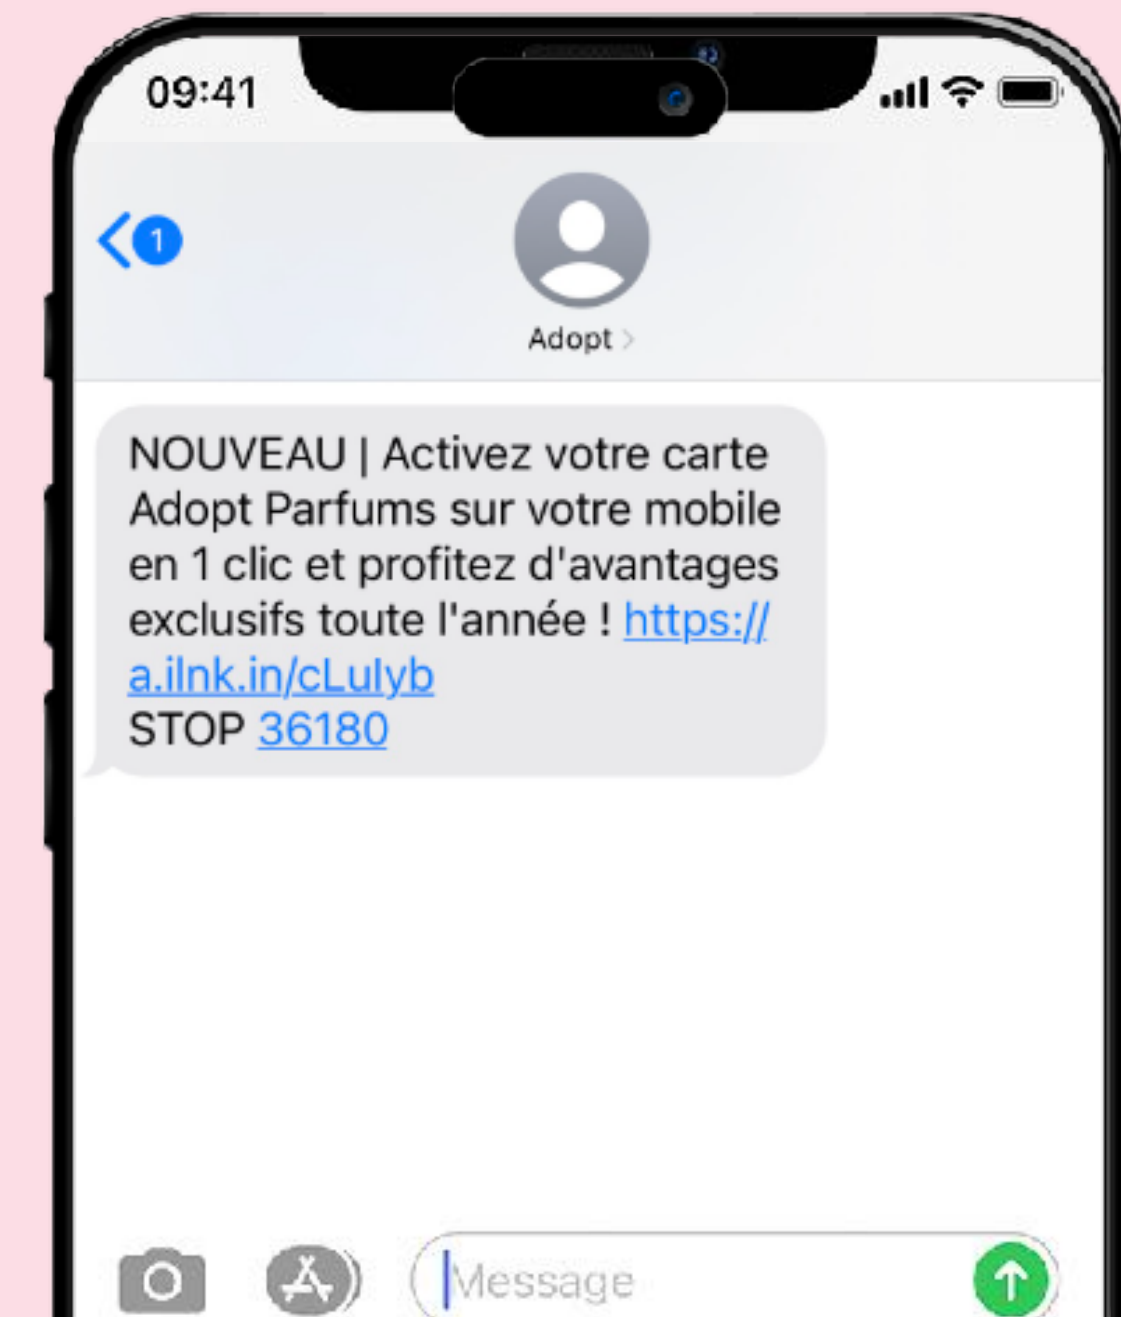 09:41
1
Adopt >
NOUVEAU | Activez votre carte
Adopt Parfums sur votre mobile
en 1 clic et profitez d'avantages
exclusifs toute l'année ! https://
a.ilnk.in/cLulyb
STOP 36180
Message